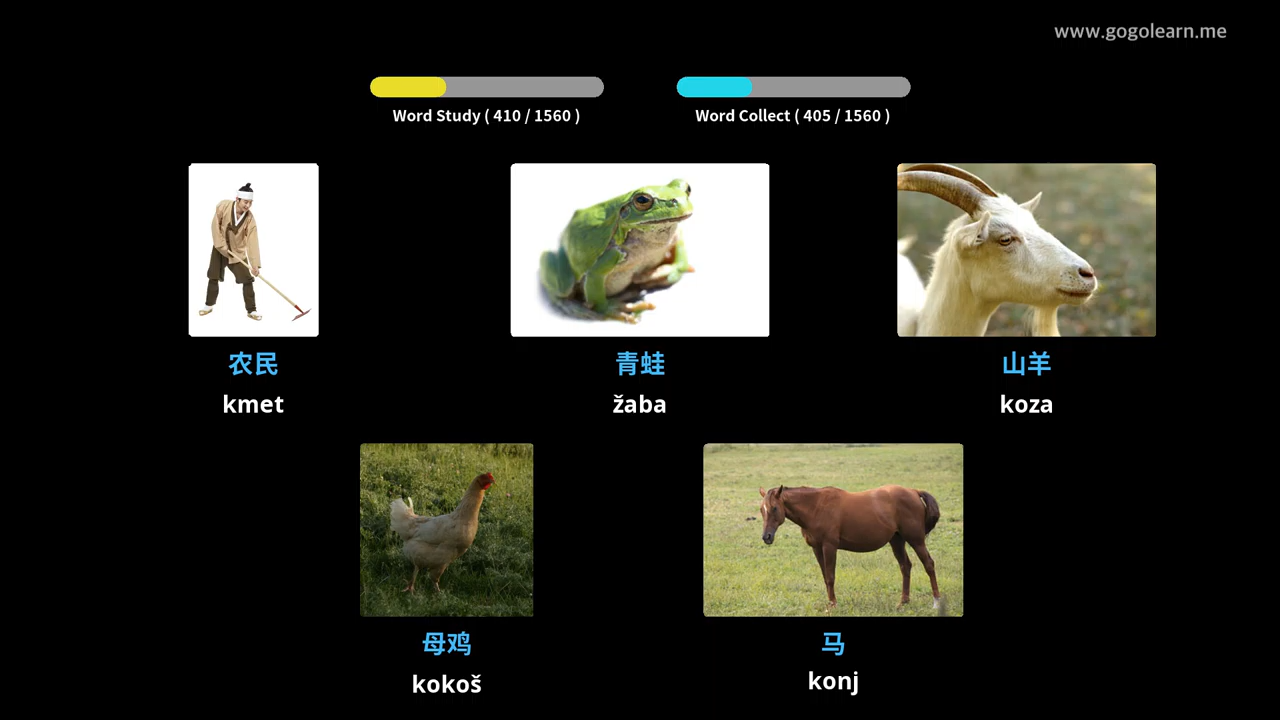 www.gogolearn.me
Word Study ( 410 / 1560 )
Word Collect ( 405 / 1560 )
农民
kmet
青蛙
žaba
山羊
koza
母鸡
kokoš
马
konj